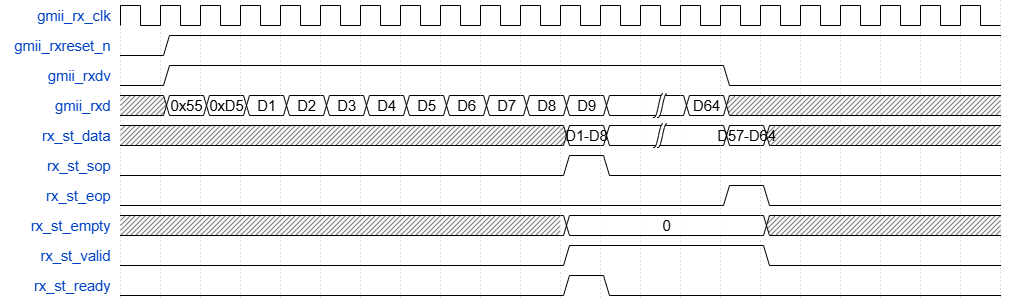 gmii_rx_clk
gmii_rxreset_n
gmii_rxdv
gmii_rxd 0x55 0xD5 D1 D2 D3 D4 D5 D6 D7 D8 D9 D64
rx_st_data D1-D8 D57-D64
rx_st_sop
rx_st_eop
rx_st_empty 0
rx_st_valid
rx_st_ready